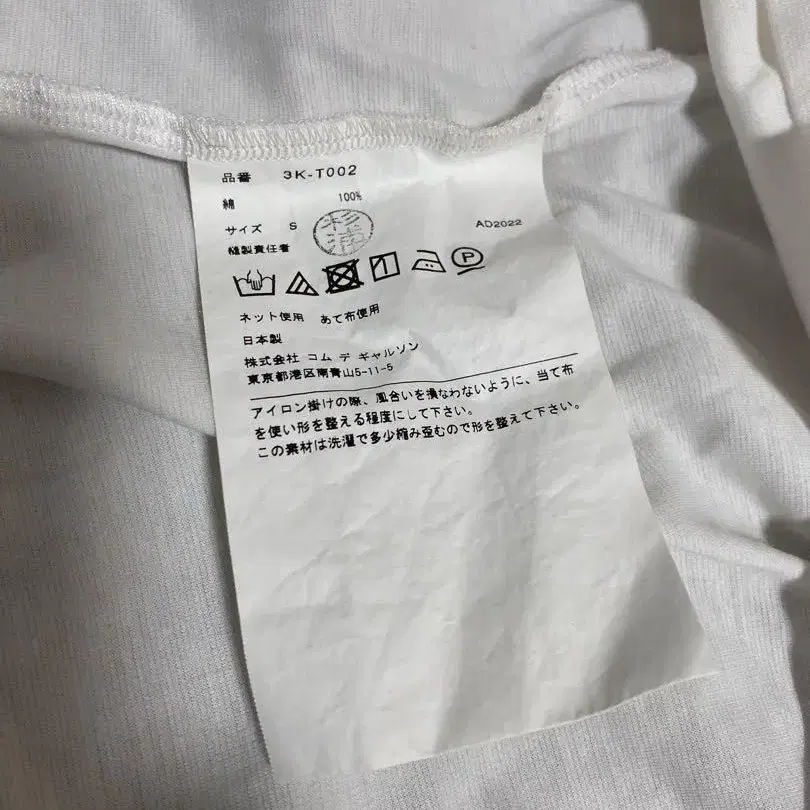 品番 3K-T002
綿 100%
サイズ S
杉浦
AD2022
縫製責任者
P
ネット使用 あて布使用
日本製
株式会社 コム デ ギャルソン
東京都港区南青山5-11-5
アイロン掛けの際、風合いを損なわないように、当て布
を使い形を整える程度にして下さい。
この素材は洗濯で多少縮み歪むので形を整えて下さい。